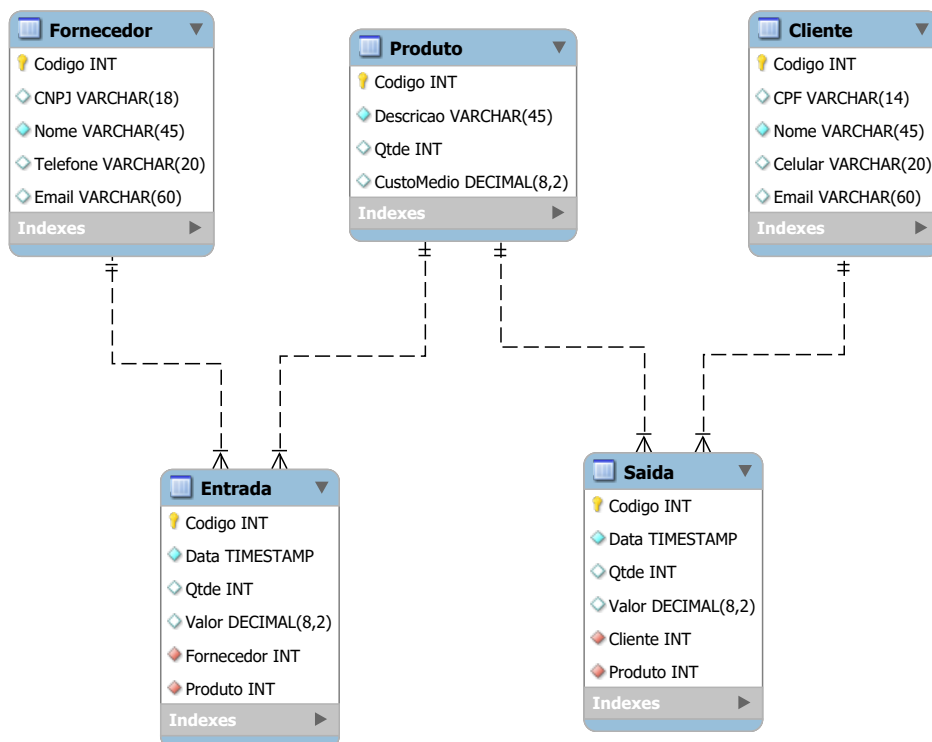 Fornecedor
Codigo INT
CNPJ VARCHAR(18)
Nome VARCHAR(45)
Telefone VARCHAR(20)
Email VARCHAR(60)
Indexes
Produto
Codigo INT
Descricao VARCHAR(45)
Qtde INT
CustoMedio DECIMAL(8,2)
Indexes
Cliente
Codigo INT
CPF VARCHAR(14)
Nome VARCHAR(45)
Celular VARCHAR(20)
Email VARCHAR(60)
Indexes
Entrada
Codigo INT
Data TIMESTAMP
Qtde INT
Valor DECIMAL(8,2)
Fornecedor INT
Produto INT
Indexes
Saida
Codigo INT
Data TIMESTAMP
Qtde INT
Valor DECIMAL(8,2)
Cliente INT
Produto INT
Indexes